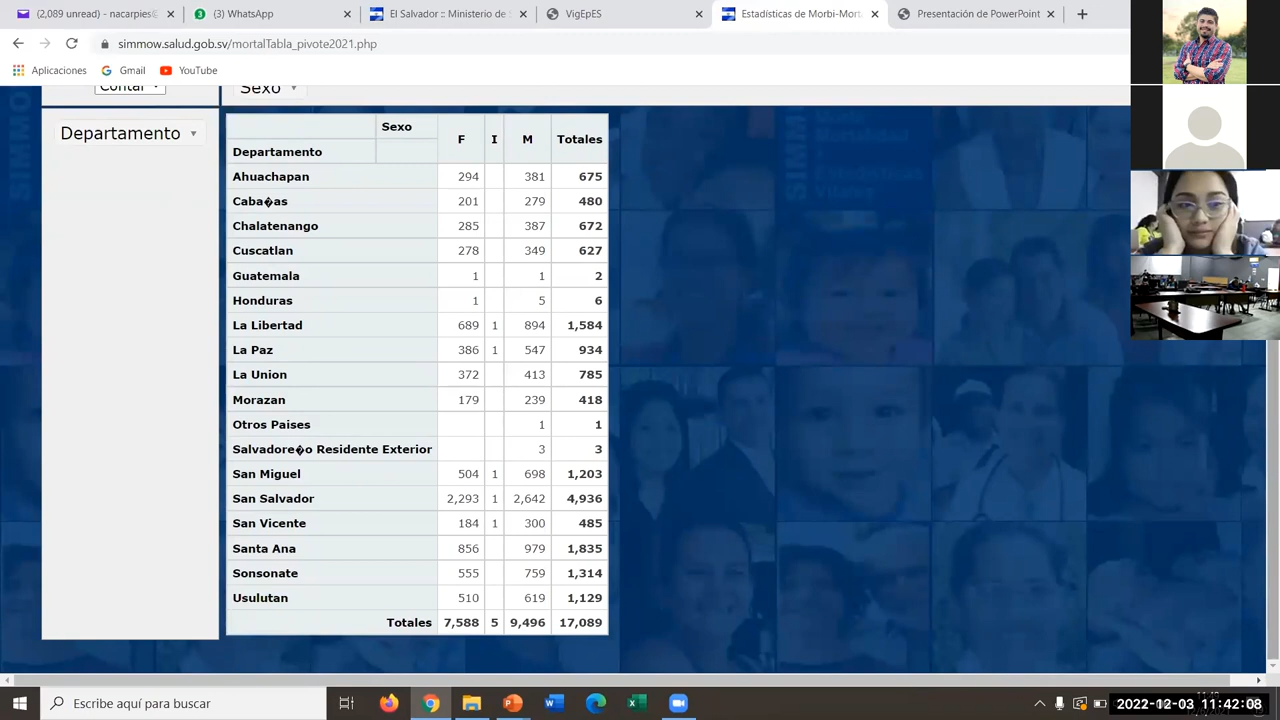 (2,089 unread) - nacarpies@
(3) WhatsApp
El Salvador :: Ministerio de
VigEpES
Estadísticas de Morbi-Mort
Presentación de PowerPoint
simmow.salud.gob.sv/mortalTabla_pivote2021.php
Aplicaciones
Gmail
YouTube
Contar
Sexo
Departamento
Sexo
F I M Totales
Departamento
Ahuachapan 294 381 675
Caba�as 201 279 480
Chalatenango 285 387 672
Cuscatlan 278 349 627
Guatemala 1 1 2
Honduras 1 5 6
La Libertad 689 1 894 1,584
La Paz 386 1 547 934
La Union 372 413 785
Morazan 179 239 418
Otros Paises 1 1
Salvadore�o Residente Exterior 3 3
San Miguel 504 1 698 1,203
San Salvador 2,293 1 2,642 4,936
San Vicente 184 1 300 485
Santa Ana 856 979 1,835
Sonsonate 555 759 1,314
Usulutan 510 619 1,129
Totales 7,588 5 9,496 17,089
Escribe aquí para buscar
2022-12-03 11:42:08